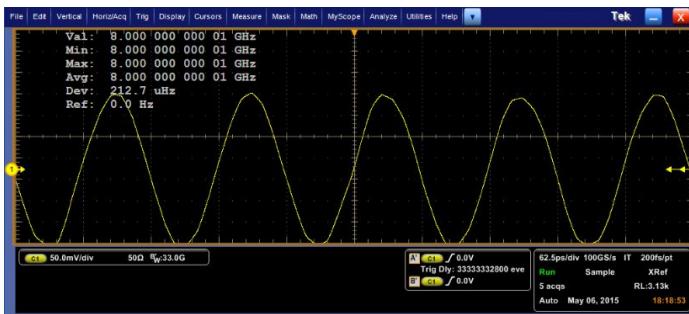 File Edit Vertical Horiz/Acq Trig Display Cursors Measure Mask Math MyScope Analyze Utilities Help Tek X
Val: 8.000 000 000 01 GHz
Min: 8.000 000 000 01 GHz
Max: 8.000 000 000 01 GHz
Avg: 8.000 000 000 01 GHz
Dev: 212.7 uHz
Ref: 0.0 Hz
1
C1 50.0mV/div 50Ω BW:33.0G
A' C1 ∫ 0.0V
Trig Dly: 33333332800 eve
B' C1 ∫ 0.0V
62.5ps/div 100GS/s IT 200fs/pt
Run Sample XRef
5 acqs RL:3.13k
Auto May 06, 2015 18:18:53